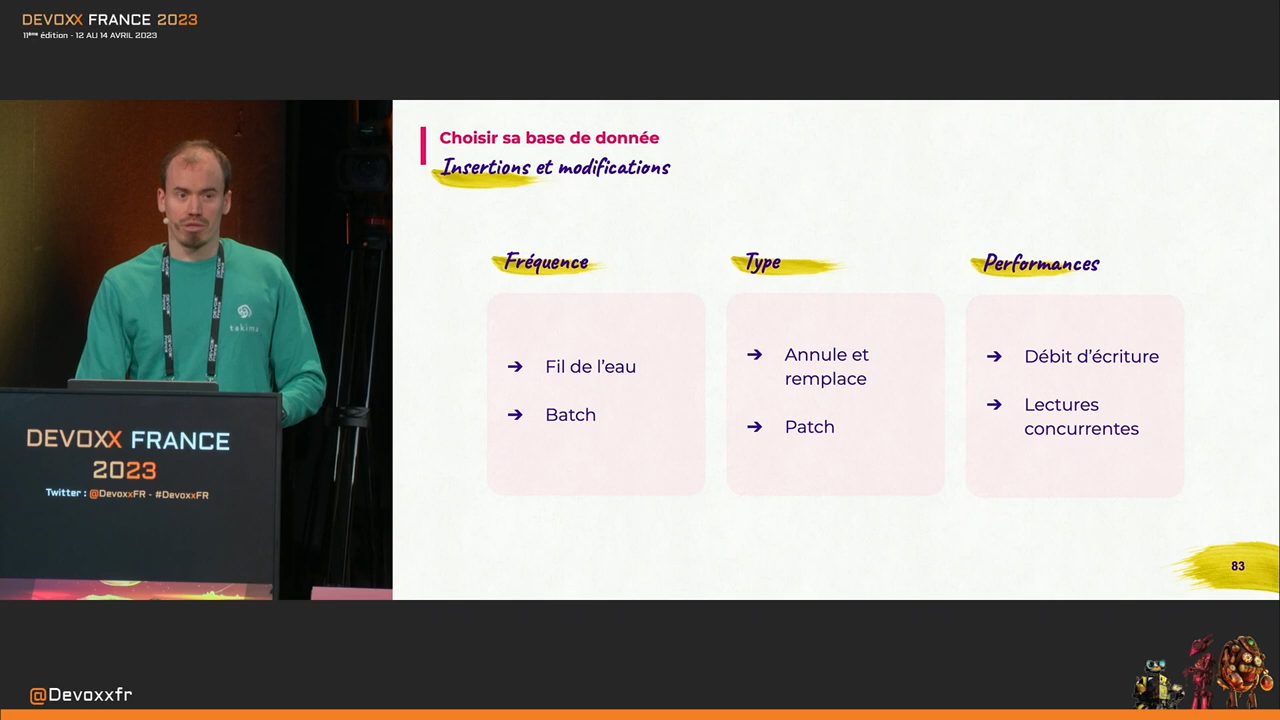 DEVOXX FRANCE 2023
11ème édition - 12 AU 14 AVRIL 2023
Choisir sa base de donnée
Insertions et modifications
Fréquence
➔ Fil de l'eau
➔ Batch
Type
➔ Annule et
remplace
➔ Patch
Performances
➔ Débit d'écriture
➔ Lectures
concurrentes
83
takima
DEVOXX FRANCE
2023
Twitter : @DevoxxFR - #DevoxxFR
@Devoxxfr